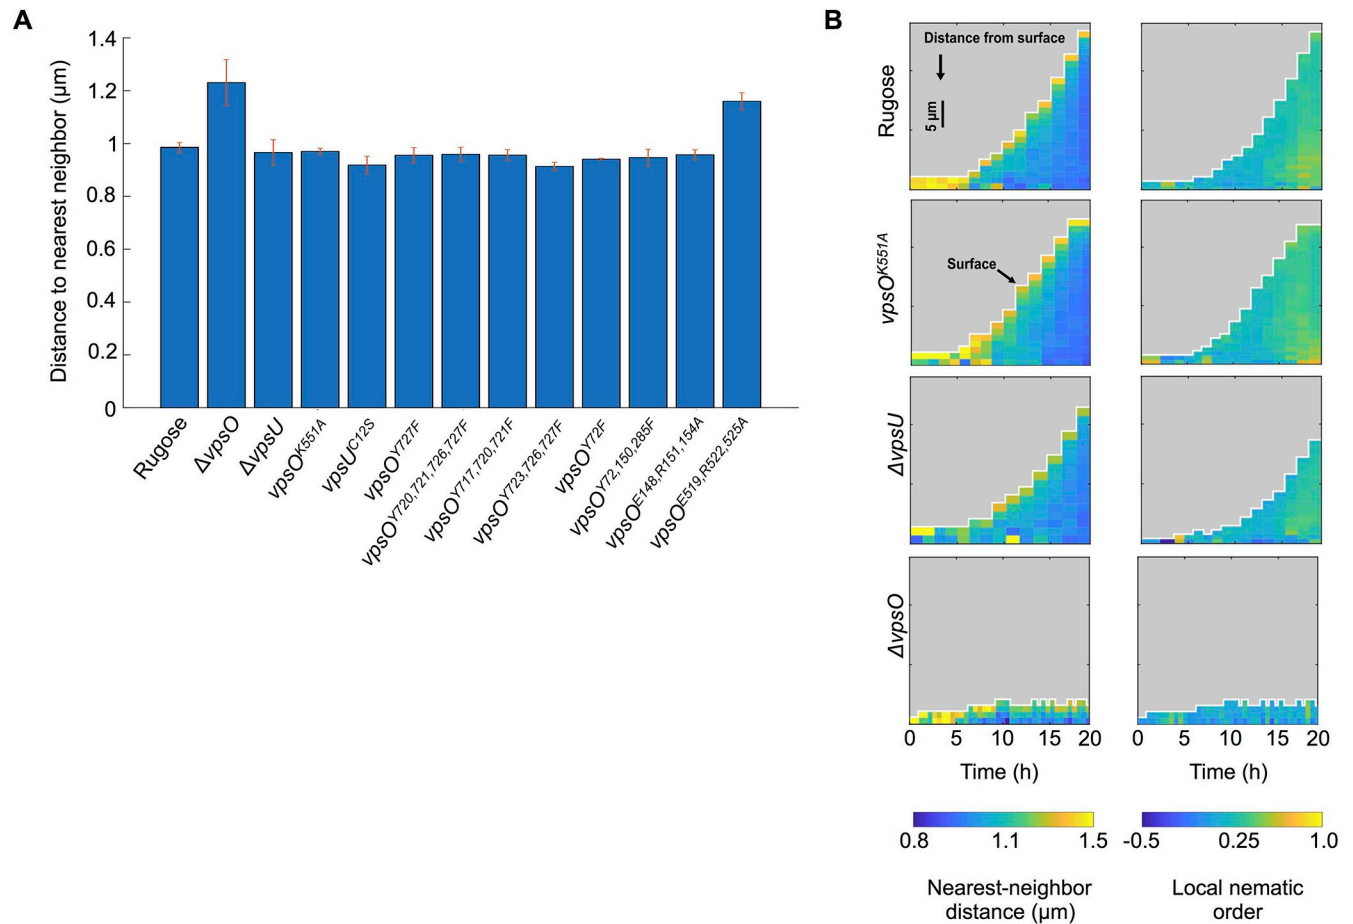 A
Distance to nearest neighbor (µm)
1.4
1.2
1
0.8
0.6
0.4
0.2
0
Rugose
ΔvpsO
ΔvpsU
vpsOK551A
vpsUC12S
vpsOY727F
vpsOY720,721,726,727F
vpsOY717,720,721F
vpsOY723,726,727F
vpsOY72F
vpsOY72,150,285F
vpsOE148,R151,154A
vpsOE519,R522,525A
B
Rugose
Distance from surface
5 µm
vpsOK551A
Surface
ΔvpsU
ΔvpsO
0 5 10 15 20
0 5 10 15 20
Time (h)
Time (h)
0.8 1.1 1.5
-0.5 0.25 1.0
Nearest-neighbor
distance (µm)
Local nematic
order